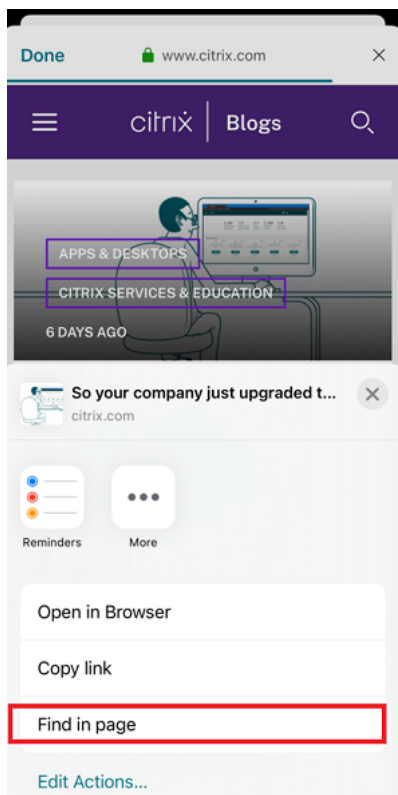 Done
www.citrix.com
citrix
Blogs
APPS & DESKTOPS
CITRIX SERVICES & EDUCATION
6 DAYS AGO
So your company just upgraded t...
citrix.com
Reminders
More
Open in Browser
Copy link
Find in page
Edit Actions...